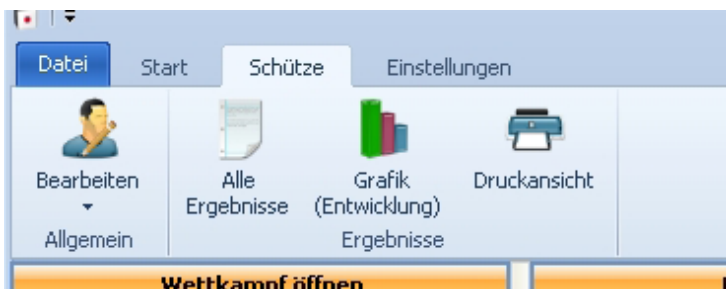 Datei Start Schütze Einstellungen
Bearbeiten Alle Ergebnisse Grafik (Entwicklung) Druckansicht
Allgemein Ergebnisse
Wettkampf öffnen